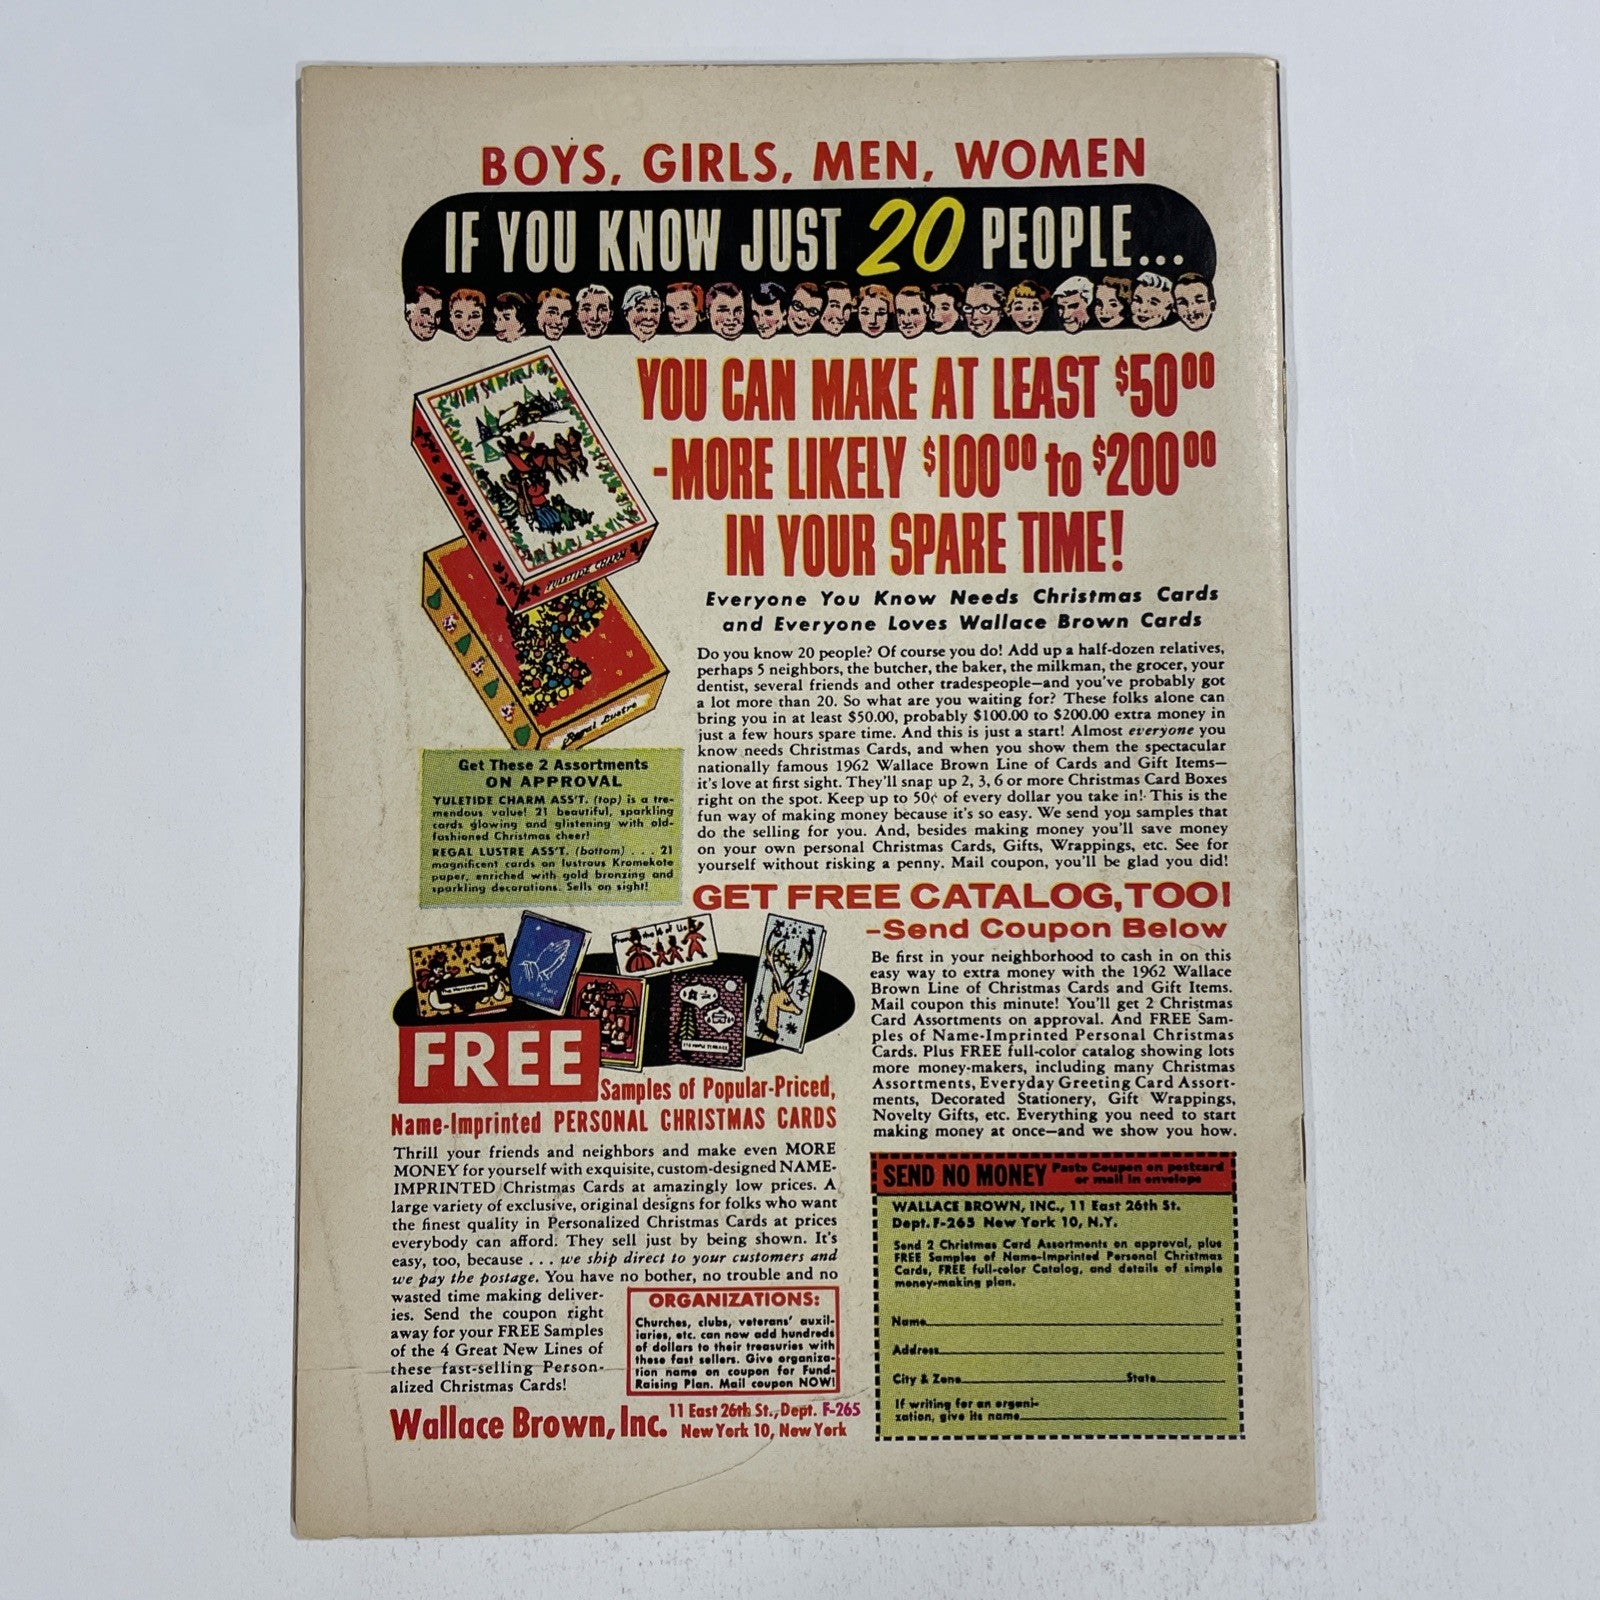 BOYS, GIRLS, MEN, WOMEN
IF YOU KNOW JUST 20 PEOPLE...
YOU CAN MAKE AT LEAST $50.00
-MORE LIKELY $100.00 to $200.00
IN YOUR SPARE TIME!
Everyone You Know Needs Christmas Cards
and Everyone Loves Wallace Brown Cards
YULETIDE CHARM
Regal Lustre
Do you know 20 people? Of course you do! Add up a half-dozen relatives,
perhaps 5 neighbors, the butcher, the baker, the milkman, the grocer, your
dentist, several friends and other tradespeople—and you've probably got
a lot more than 20. So what are you waiting for? These folks alone can
bring you in at least $50.00, probably $100.00 to $200.00 extra money in
just a few hours spare time. And this is just a start! Almost everyone you
know needs Christmas Cards, and when you show them the spectacular
nationally famous 1962 Wallace Brown Line of Cards and Gift Items—
it's love at first sight. They'll snap up 2, 3, 6 or more Christmas Card Boxes
right on the spot. Keep up to 50¢ of every dollar you take in! This is the
fun way of making money because it's so easy. We send you samples that
do the selling for you. And, besides making money you'll save money
on your own personal Christmas Cards, Gifts, Wrappings, etc. See for
yourself without risking a penny. Mail coupon, you'll be glad you did!
Get These 2 Assortments
ON APPROVAL
YULETIDE CHARM ASS'T. (top) is a tre-
mendous value! 21 beautiful, sparkling
cards glowing and glistening with old-
fashioned Christmas cheer!
REGAL LUSTRE ASS'T. (bottom) . . . 21
magnificent cards on lustrous Kromekote
paper, enriched with gold bronzing and
sparkling decorations. Sells on sight!
GET FREE CATALOG, TOO!
-Send Coupon Below
Be first in your neighborhood to cash in on this
easy way to extra money with the 1962 Wallace
Brown Line of Christmas Cards and Gift Items.
Mail coupon this minute! You'll get 2 Christmas
Card Assortments on approval. And FREE Sam-
ples of Name-Imprinted Personal Christmas
Cards. Plus FREE full-color catalog showing lots
more money-makers, including many Christmas
Assortments, Everyday Greeting Card Assort-
ments, Decorated Stationery, Gift Wrappings,
Novelty Gifts, etc. Everything you need to start
making money at once—and we show you how.
Peace
on Earth
FREE
Samples of Popular-Priced,
Name-Imprinted PERSONAL CHRISTMAS CARDS
Thrill your friends and neighbors and make even MORE
MONEY for yourself with exquisite, custom-designed NAME-
IMPRINTED Christmas Cards at amazingly low prices. A
large variety of exclusive, original designs for folks who want
the finest quality in Personalized Christmas Cards at prices
everybody can afford. They sell just by being shown. It's
easy, too, because . . . we ship direct to your customers and
we pay the postage. You have no bother, no trouble and no
wasted time making deliver-
ies. Send the coupon right
away for your FREE Samples
of the 4 Great New Lines of
these fast-selling Person-
alized Christmas Cards!
ORGANIZATIONS:
Churches, clubs, veterans' auxil-
iaries, etc. can now add hundreds
of dollars to their treasuries with
these fast sellers. Give organiza-
tion name on coupon for Fund-
Raising Plan. Mail coupon NOW!
Wallace Brown, Inc. 11 East 26th St., Dept. F-265
New York 10, New York
SEND NO MONEY Paste Coupon on postcard
or mail in envelope
WALLACE BROWN, INC., 11 East 26th St.
Dept. F-265 New York 10, N.Y.
Send 2 Christmas Card Assortments on approval, plus
FREE Samples of Name-Imprinted Personal Christmas
Cards, FREE full-color Catalog, and details of simple
money-making plan.
Name
Address
City & Zone State
If writing for an organi-
zation, give its name